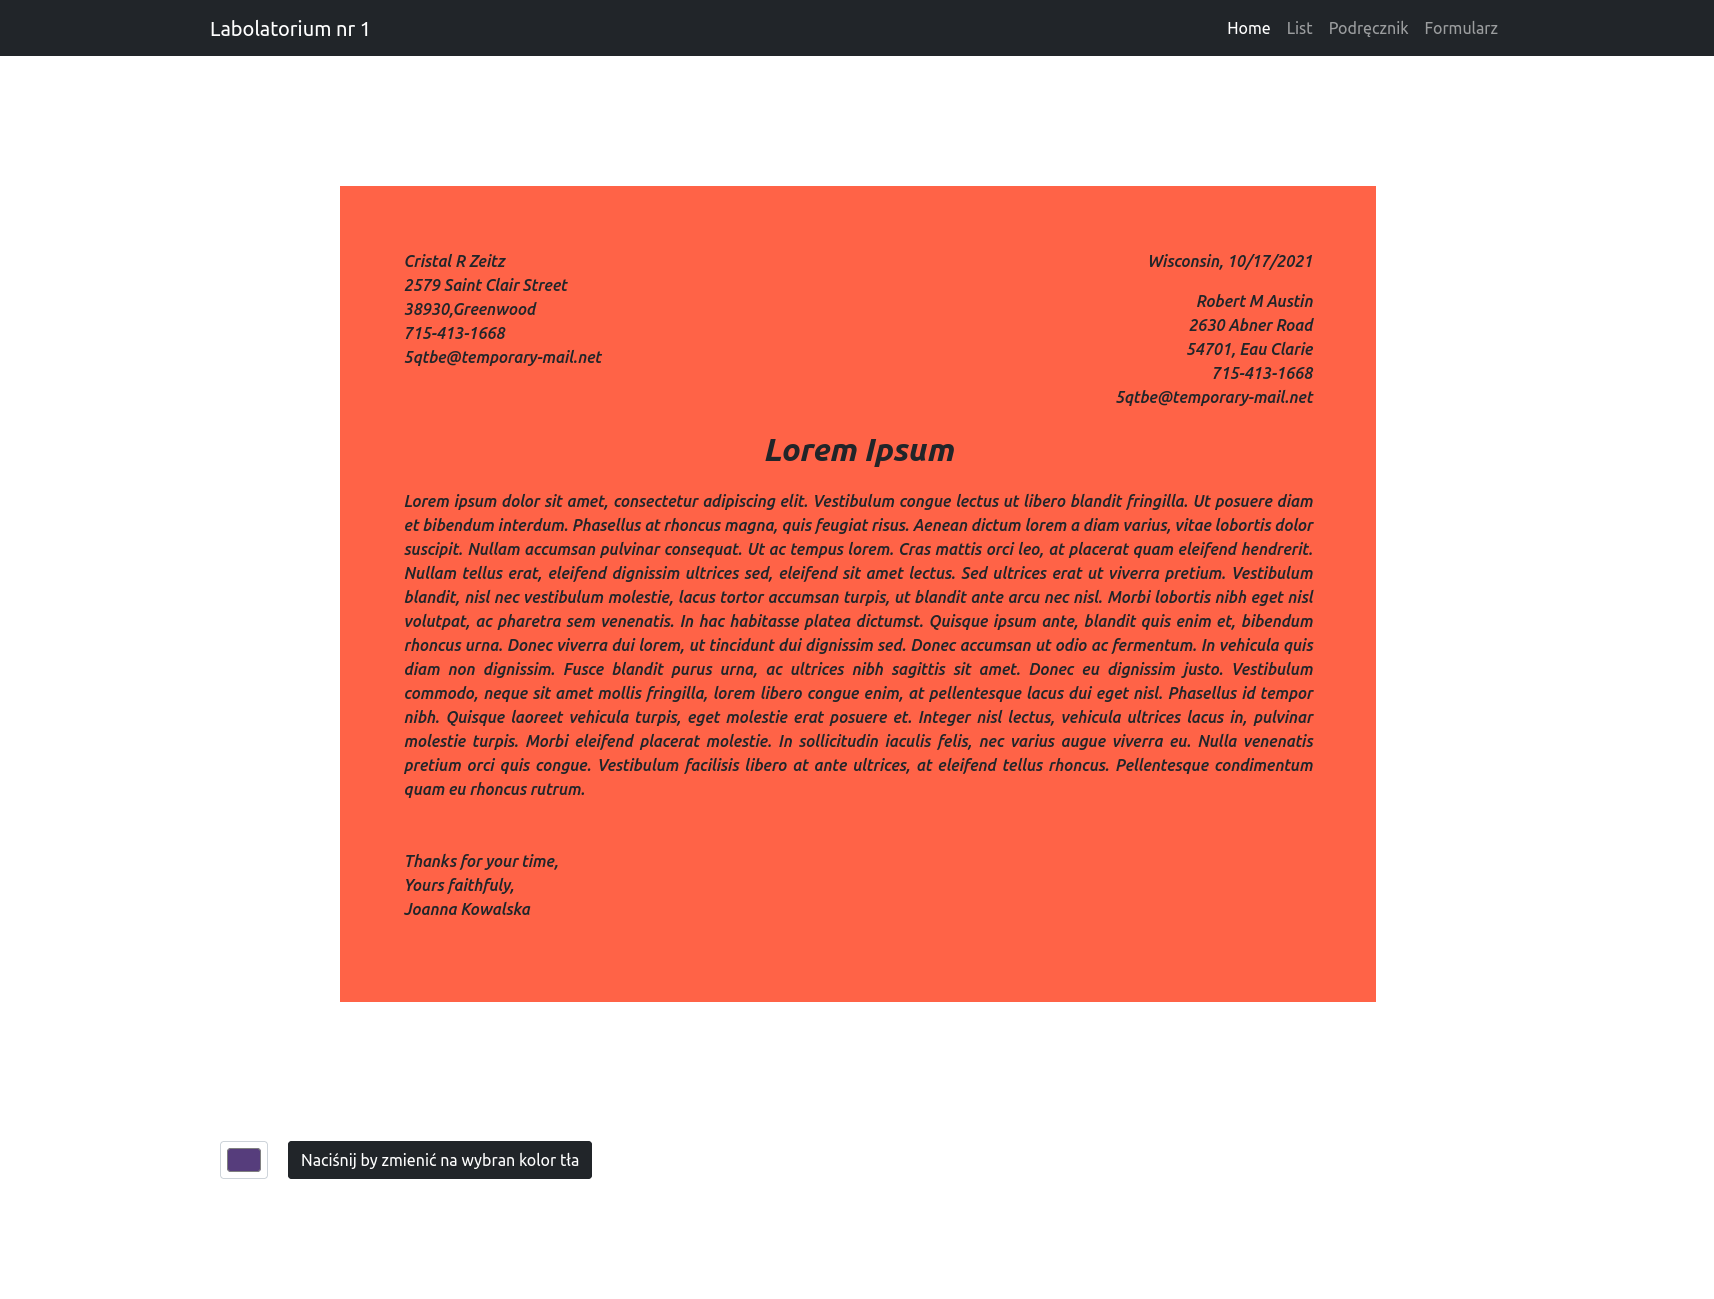 Labolatorium nr 1
Home List Podręcznik Formularz
Cristal R Zeitz
2579 Saint Clair Street
38930,Greenwood
715-413-1668
5qtbe@temporary-mail.net
Wisconsin, 10/17/2021
Robert M Austin
2630 Abner Road
54701, Eau Clarie
715-413-1668
5qtbe@temporary-mail.net
Lorem Ipsum
Lorem ipsum dolor sit amet, consectetur adipiscing elit. Vestibulum congue lectus ut libero blandit fringilla. Ut posuere diam
et bibendum interdum. Phasellus at rhoncus magna, quis feugiat risus. Aenean dictum lorem a diam varius, vitae lobortis dolor
suscipit. Nullam accumsan pulvinar consequat. Ut ac tempus lorem. Cras mattis orci leo, at placerat quam eleifend hendrerit.
Nullam tellus erat, eleifend dignissim ultrices sed, eleifend sit amet lectus. Sed ultrices erat ut viverra pretium. Vestibulum
blandit, nisl nec vestibulum molestie, lacus tortor accumsan turpis, ut blandit ante arcu nec nisl. Morbi lobortis nibh eget nisl
volutpat, ac pharetra sem venenatis. In hac habitasse platea dictumst. Quisque ipsum ante, blandit quis enim et, bibendum
rhoncus urna. Donec viverra dui lorem, ut tincidunt dui dignissim sed. Donec accumsan ut odio ac fermentum. In vehicula quis
diam non dignissim. Fusce blandit purus urna, ac ultrices nibh sagittis sit amet. Donec eu dignissim justo. Vestibulum
commodo, neque sit amet mollis fringilla, lorem libero congue enim, at pellentesque lacus dui eget nisl. Phasellus id tempor
nibh. Quisque laoreet vehicula turpis, eget molestie erat posuere et. Integer nisl lectus, vehicula ultrices lacus in, pulvinar
molestie turpis. Morbi eleifend placerat molestie. In sollicitudin iaculis felis, nec varius augue viverra eu. Nulla venenatis
pretium orci quis congue. Vestibulum facilisis libero at ante ultrices, at eleifend tellus rhoncus. Pellentesque condimentum
quam eu rhoncus rutrum.
Thanks for your time,
Yours faithfuly,
Joanna Kowalska
Naciśnij by zmienić na wybran kolor tła